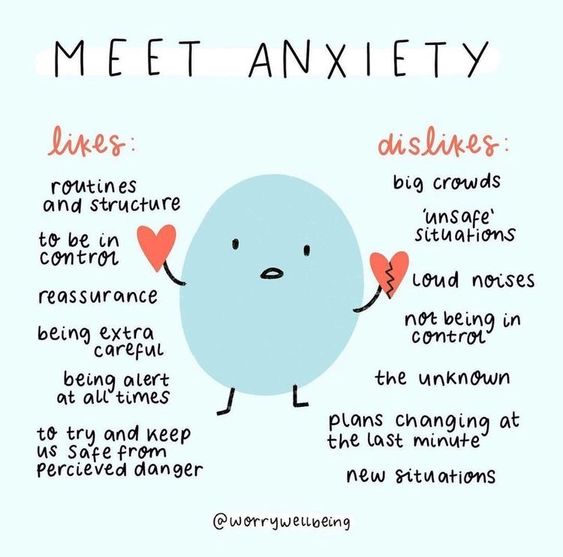 MEET ANXIETY
likes:
routines
and structure
to be in
control
reassurance
being extra
careful
being alert
at all times
to try and keep
us safe from
percieved danger
dislikes:
big crowds
'unsafe'
situations
loud noises
not being in
control
the unknown
plans changing at
the last minute
new situations
@worrywellbeing